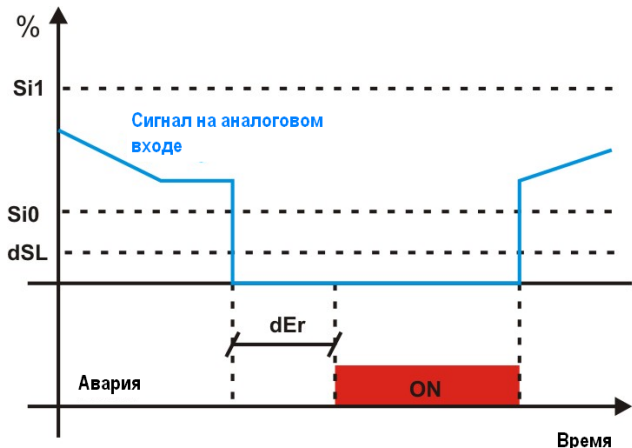 %
Si1
Сигнал на аналоговом
входе
Si0
dSL
dEr
Авария
ON
Время